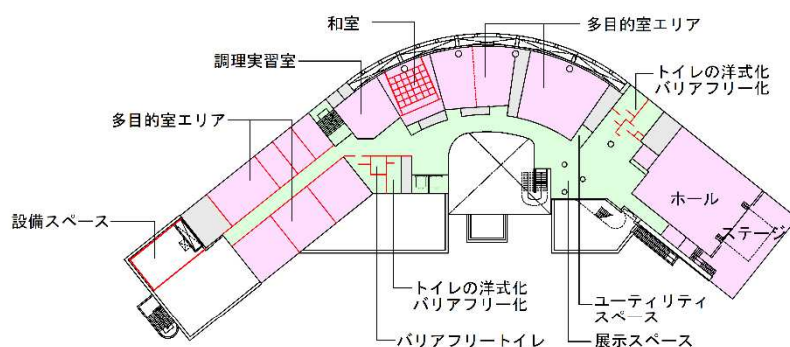 和室
多目的室エリア
調理実習室
トイレの洋式化
バリアフリー化
多目的室エリア
ホール
ステージ
設備スペース
トイレの洋式化
バリアフリー化
ユーティリティ
スペース
バリアフリートイレ
展示スペース